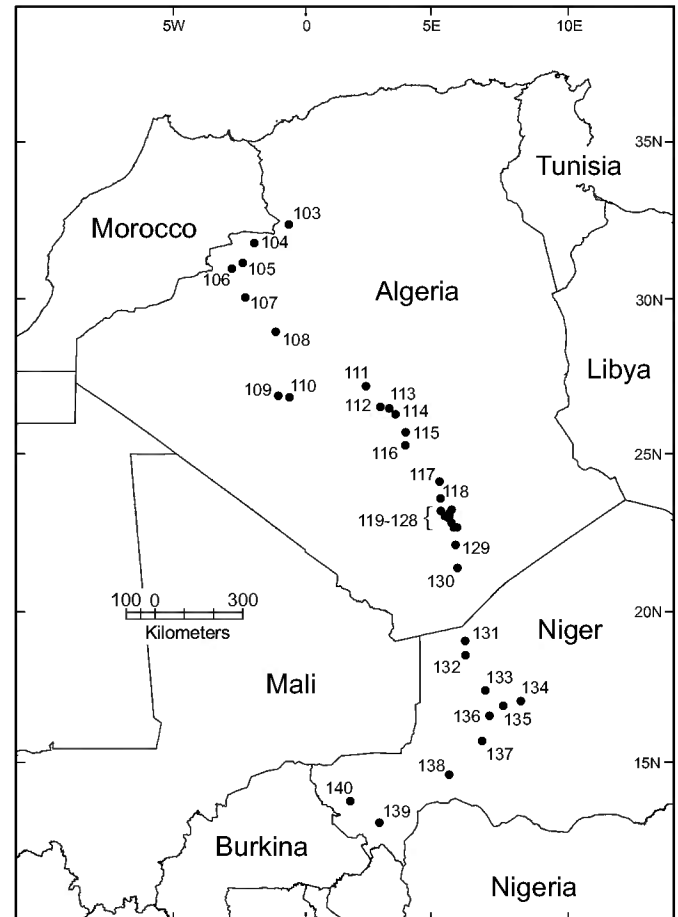 5W 0 5E 10E
35N
Tunisia
103
Morocco
104
105
106
Algeria
30N
107
108
Libya
111
109 110
113
112
114
115
116
25N
117
118
119-128 {
129
130
100 0 300
Kilometers
20N
131
Niger
132
133
134
Mali
136
135
137
138
15N
140
139
Burkina
Nigeria